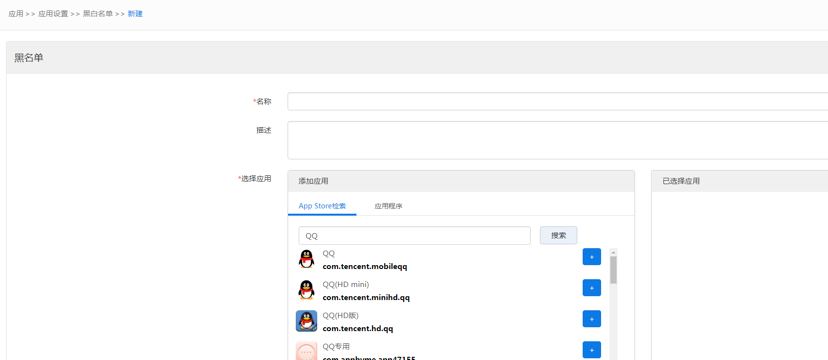 应用 >> 应用设置 >> 黑白名单 >> 新建
黑名单
*名称
描述
*选择应用
添加应用
已选择应用
App Store检索
应用程序
QQ
搜索
QQ
com.tencent.mobileqq
+
QQ(HD mini)
com.tencent.minihd.qq
+
QQ(HD版)
com.tencent.hd.qq
+
QQ专用
com.appbyme.app47155
+